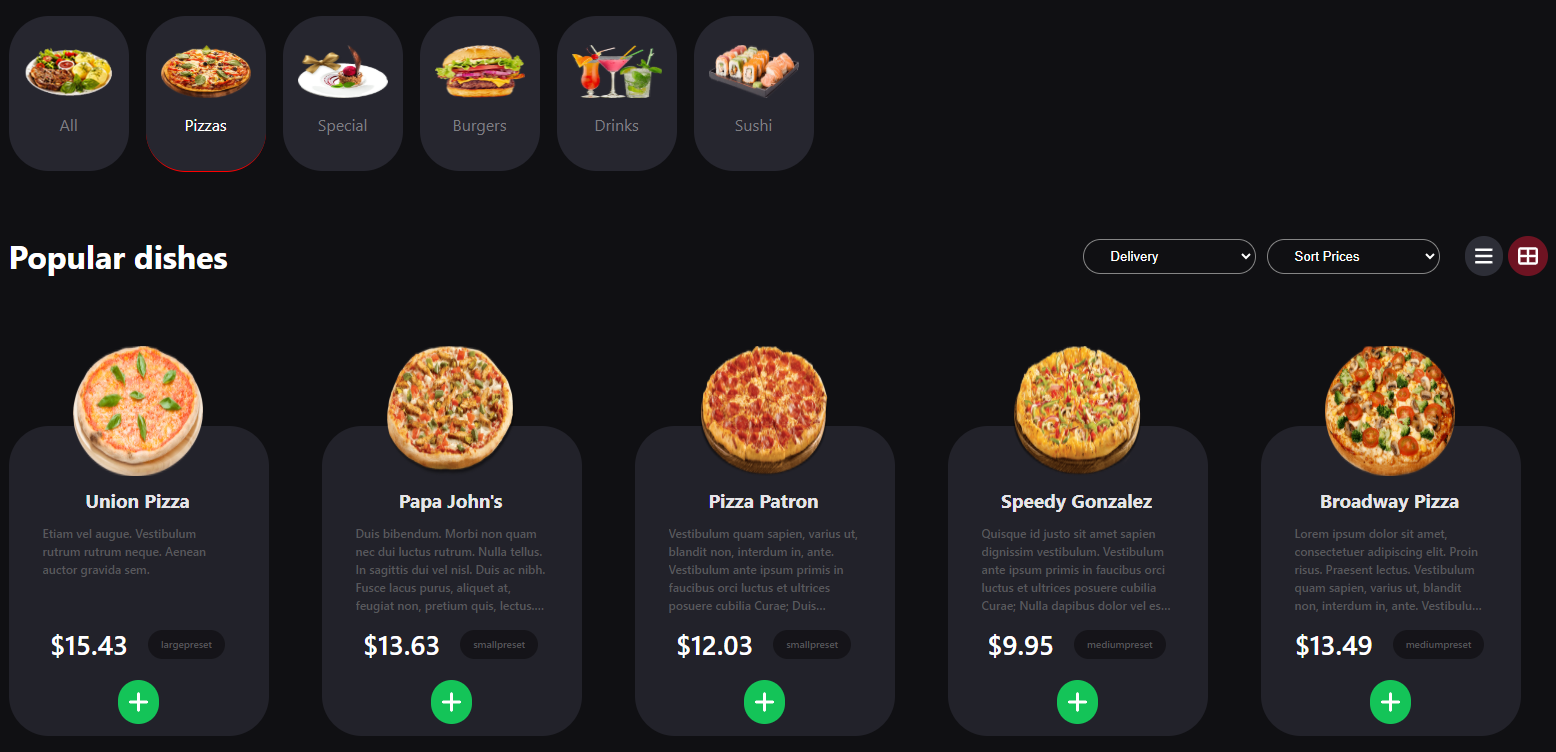 All
Pizzas
Special
Burgers
Drinks
Sushi
Popular dishes
Delivery
Sort Prices
Union Pizza
Etiam vel augue. Vestibulum
rutrum rutrum neque. Aenean
auctor gravida sem.
$15.43
largepreset
Papa John's
Duis bibendum. Morbi non quam
nec dui luctus rutrum. Nulla tellus.
In sagittis dui vel nisl. Duis ac nibh.
Fusce lacus purus, aliquet at,
feugiat non, pretium quis, lectus....
$13.63
smallpreset
Pizza Patron
Vestibulum quam sapien, varius ut,
blandit non, interdum in, ante.
Vestibulum ante ipsum primis in
faucibus orci luctus et ultrices
posuere cubilia Curae; Duis...
$12.03
smallpreset
Speedy Gonzalez
Quisque id justo sit amet sapien
dignissim vestibulum. Vestibulum
ante ipsum primis in faucibus orci
luctus et ultrices posuere cubilia
Curae; Nulla dapibus dolor vel es...
$9.95
mediumpreset
Broadway Pizza
Lorem ipsum dolor sit amet,
consectetuer adipiscing elit. Proin
risus. Praesent lectus. Vestibulum
quam sapien, varius ut, blandit
non, interdum in, ante. Vestibulu...
$13.49
mediumpreset